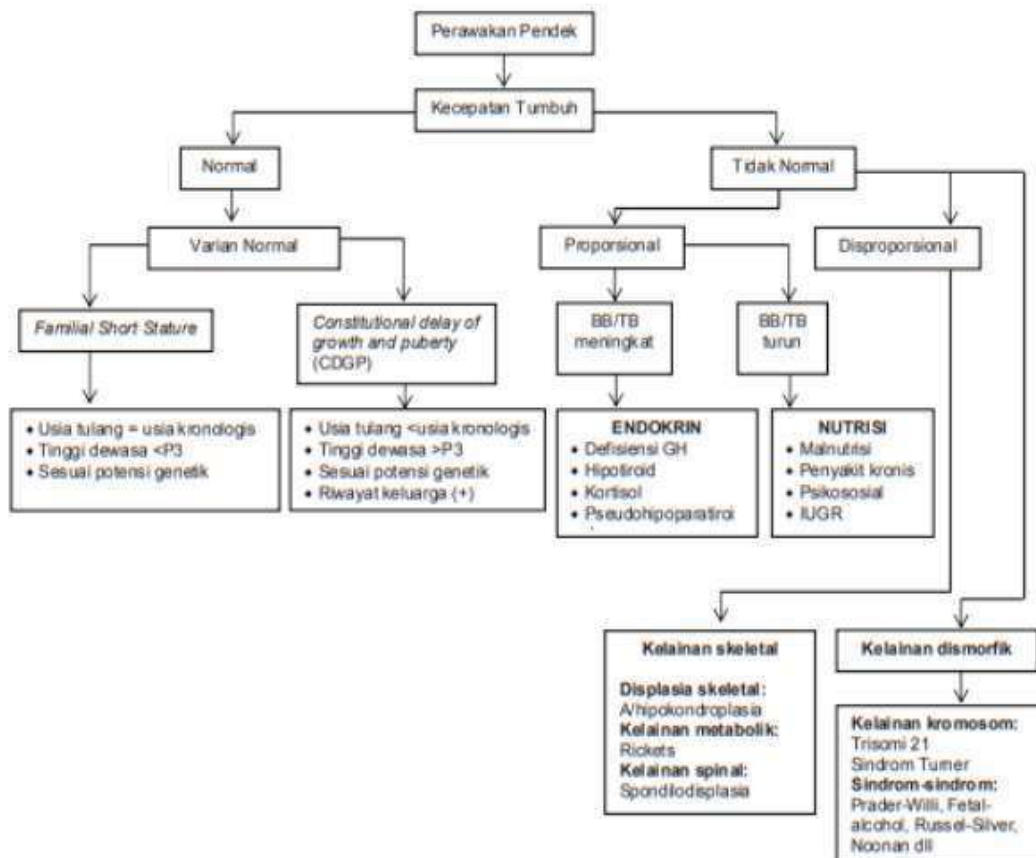 Perawakan Pendek
Kecepatan Tumbuh
Normal
Tidak Normal
Varian Normal
Proporsional
Disproporsional
Familial Short Stature
Constitutional delay of
growth and puberty
(CDGP)
BB/TB
meningkat
BB/TB
turun
• Usia tulang = usia kronologis
• Tinggi dewasa <P3
• Sesuai potensi genetik
• Usia tulang <usia kronologis
• Tinggi dewasa >P3
• Sesuai potensi genetik
• Riwayat keluarga (+)
ENDOKRIN
• Defisiensi GH
• Hipotiroid
• Kortisol
• Pseudohipoparatiroi
NUTRISI
• Malnutrisi
• Penyakit kronis
• Psikososial
• IUGR
Kelainan skeletal
Displasia skeletal:
A/hipokondroplasia
Kelainan metabolik:
Rickets
Kelainan spinal:
Spondilodisplasia
Kelainan dismorfik
Kelainan kromosom:
Trisomi 21
Sindrom Turner
Sindrom-sindrom:
Prader-Willi, Fetal-
alcohol, Russel-Silver,
Noonan dll